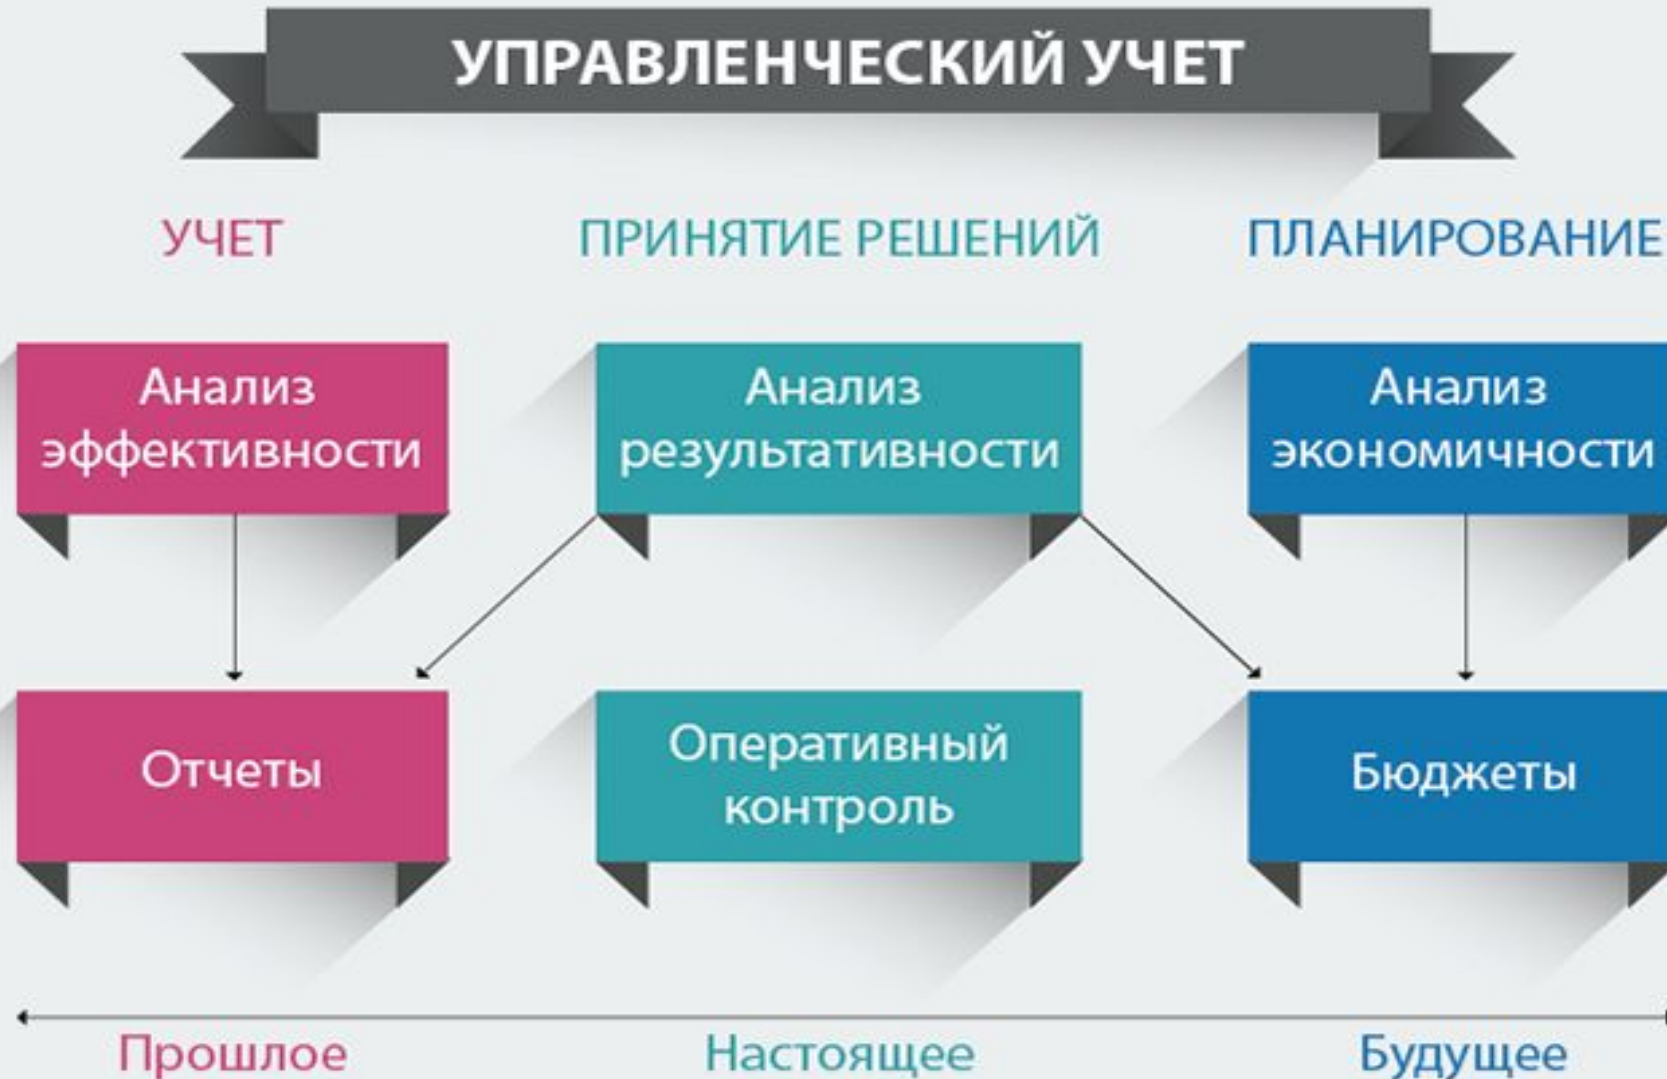 УПРАВЛЕНЧЕСКИЙ УЧЕТ
УЧЕТ
ПРИНЯТИЕ РЕШЕНИЙ
ПЛАНИРОВАНИЕ
Анализ
эффективности
Анализ
результативности
Анализ
экономичности
Отчеты
Оперативный
контроль
Бюджеты
Прошлое
Настоящее
Будущее